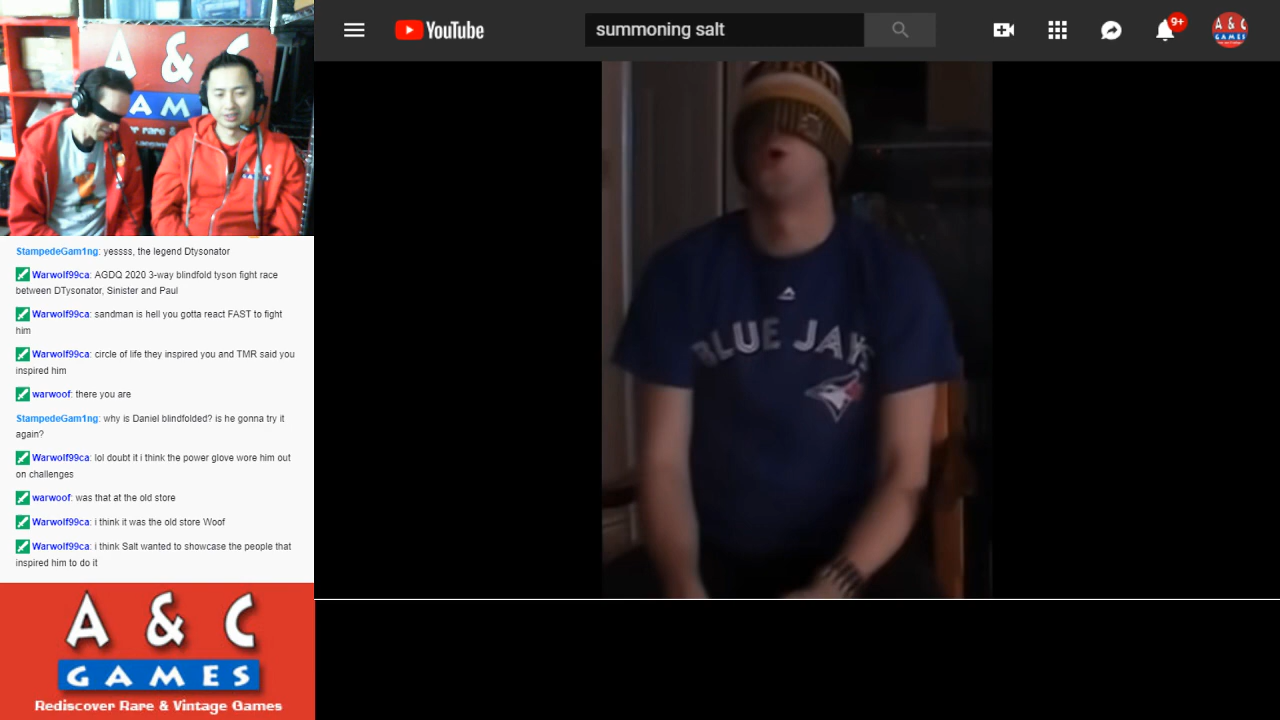 A &
C
AM
or rare &
A & C
YouTube
summoning salt
9+
A & C
GAMES
BLUE JAYS
StampedeGam1ng: yessss, the legend Dtysonator
Warwolf99ca: AGDQ 2020 3-way blindfold tyson fight race
between DTysonator, Sinister and Paul
Warwolf99ca: sandman is hell you gotta react FAST to fight
him
Warwolf99ca: circle of life they inspired you and TMR said you
inspired him
warwoof: there you are
StampedeGam1ng: why is Daniel blindfolded? is he gonna try it
again?
Warwolf99ca: lol doubt it i think the power glove wore him out
on challenges
warwoof: was that at the old store
Warwolf99ca: i think it was the old store Woof
Warwolf99ca: i think Salt wanted to showcase the people that
inspired him to do it
A & C
GAMES
Rediscover Rare & Vintage Games